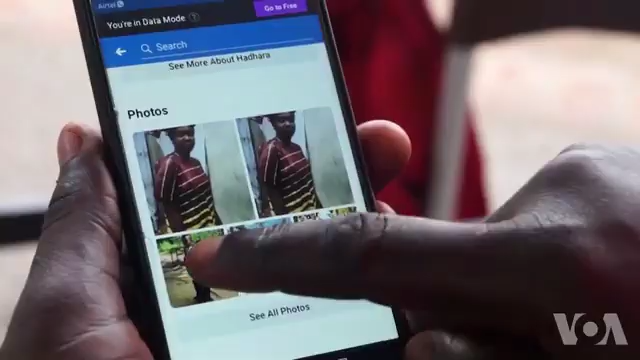 Airtel
You're in Data Mode ?
Go to Free
Search
See More About Hadhara
Photos
See All Photos
VOA